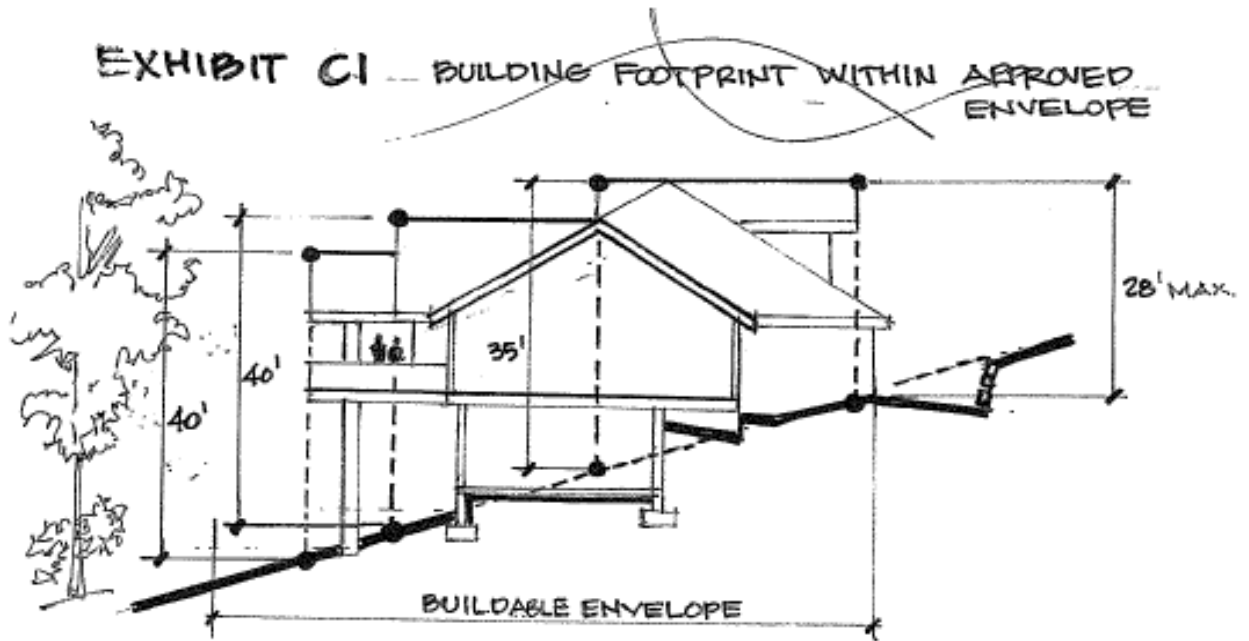 EXHIBIT C1 BUILDING FOOTPRINT WITHIN APPROVED
ENVELOPE
28' MAX.
35'
40'
40'
BUILDABLE ENVELOPE